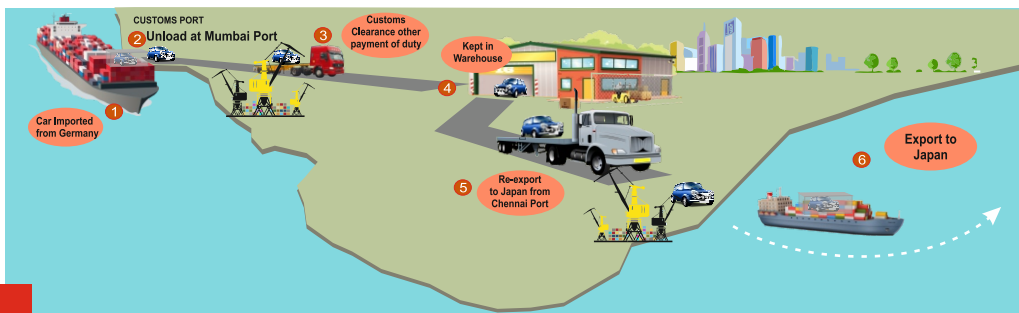 CUSTOMS PORT
2 Unload at Mumbai Port
3
Customs
Clearance other
payment of duty
1
Car Imported
from Germany
4
Kept in
Warehouse
5
Re-export
to Japan from
Chennai Port
6
Export to
Japan